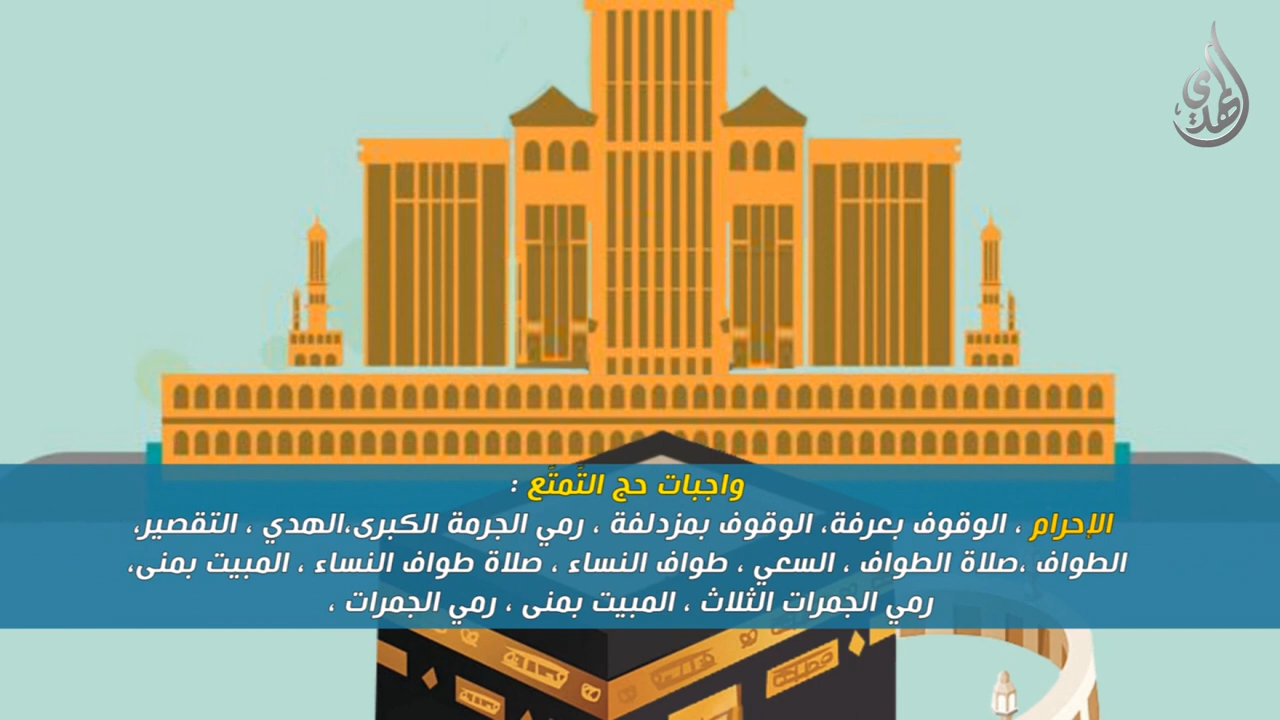 الهدى
واجبات حج التَّمتَّع :
الإحرام ، الوقوف بعرفة، الوقوف بمزدلفة ، رمي الجرمة الكبرى،الهدي ، التقصير،
الطواف ،صلاة الطواف ، السعي ، طواف النساء ، صلاة طواف النساء ، المبيت بمنى،
رمي الجمرات الثلاث ، المبيت بمنى ، رمي الجمرات ،